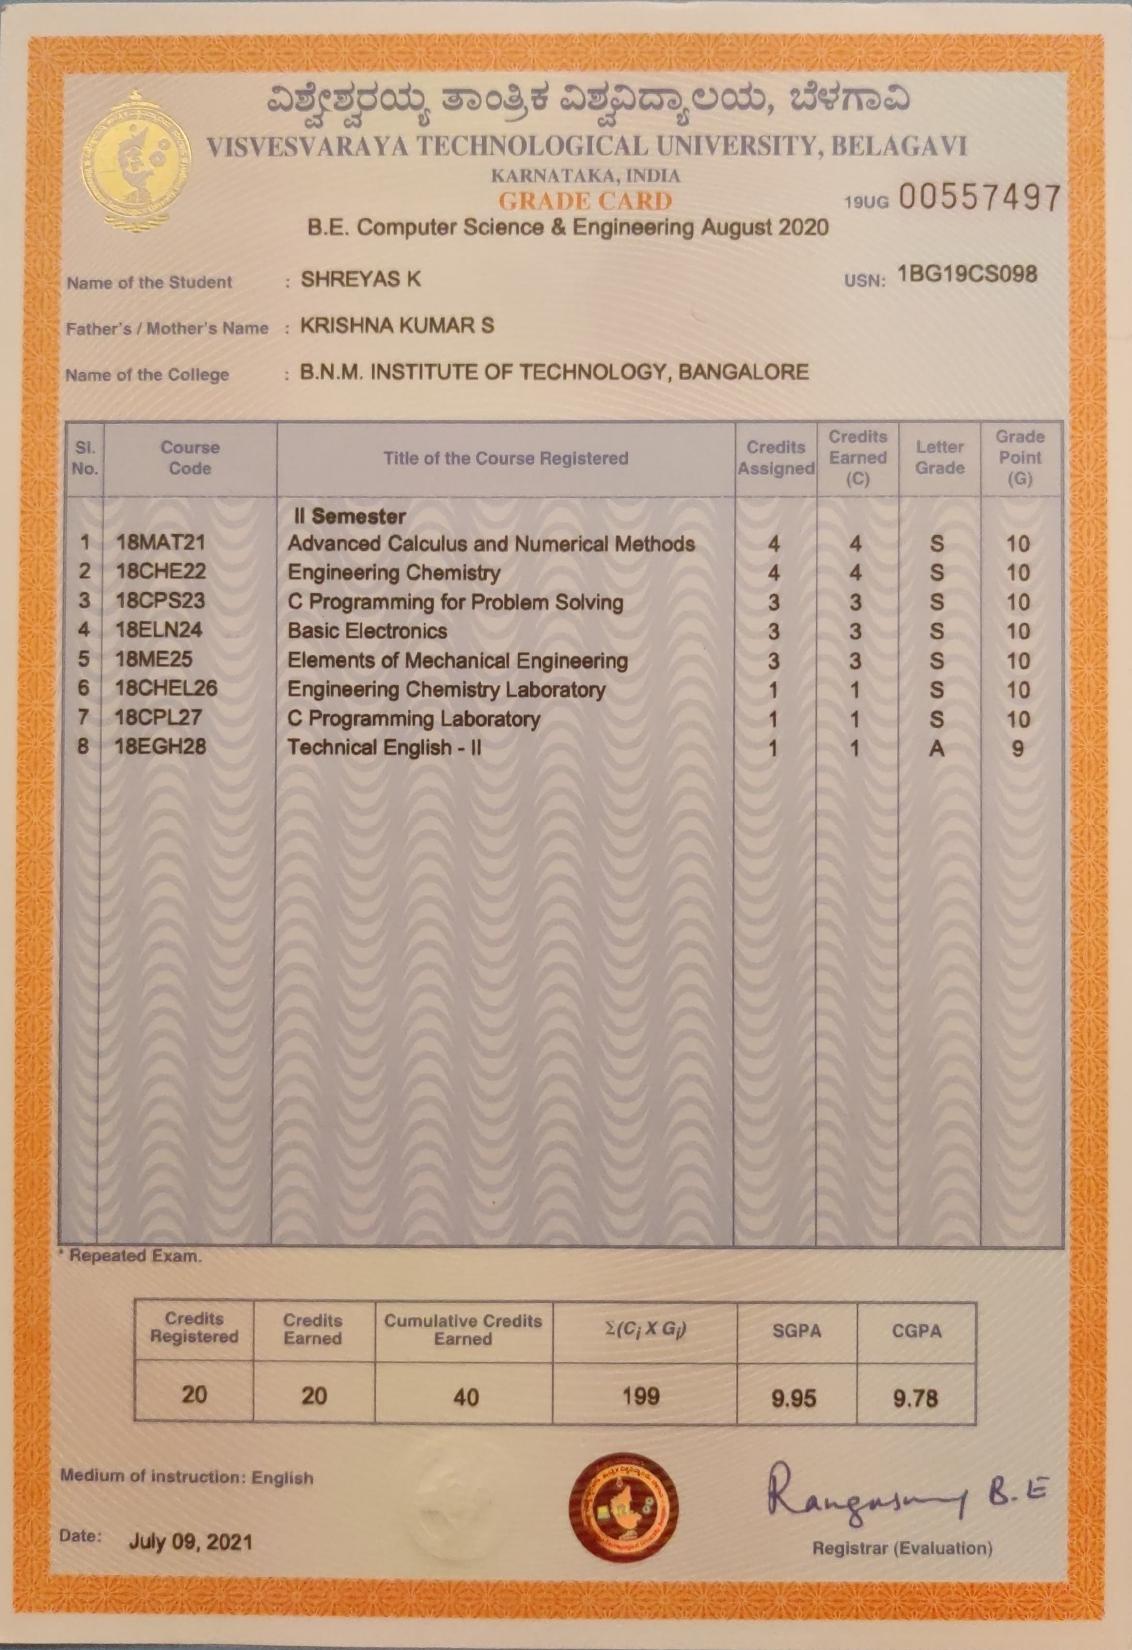 ವಿಶ್ವೇಶ್ವರಯ್ಯ ತಾಂತ್ರಿಕ ವಿಶ್ವವಿದ್ಯಾಲಯ, ಬೆಳಗಾವಿ
VISVESVARAYA TECHNOLOGICAL UNIVERSITY, BELAGAVI
KARNATAKA, INDIA
GRADE CARD
19UG 00557497
B.E. Computer Science & Engineering August 2020
Name of the Student : SHREYAS K USN: 1BG19CS098
Father's / Mother's Name : KRISHNA KUMAR S
Name of the College : B.N.M. INSTITUTE OF TECHNOLOGY, BANGALORE
Sl. No. Course Code Title of the Course Registered Credits Assigned Credits Earned (C) Letter Grade Grade Point (G)
II Semester
1 18MAT21 Advanced Calculus and Numerical Methods 4 4 S 10
2 18CHE22 Engineering Chemistry 4 4 S 10
3 18CPS23 C Programming for Problem Solving 3 3 S 10
4 18ELN24 Basic Electronics 3 3 S 10
5 18ME25 Elements of Mechanical Engineering 3 3 S 10
6 18CHEL26 Engineering Chemistry Laboratory 1 1 S 10
7 18CPL27 C Programming Laboratory 1 1 S 10
8 18EGH28 Technical English - II 1 1 A 9
* Repeated Exam.
Credits Registered Credits Earned Cumulative Credits Earned Σ(Ci X Gi) SGPA CGPA
20 20 40 199 9.95 9.78
Medium of instruction: English
Rangaswamy B.E
Date: July 09, 2021
Registrar (Evaluation)